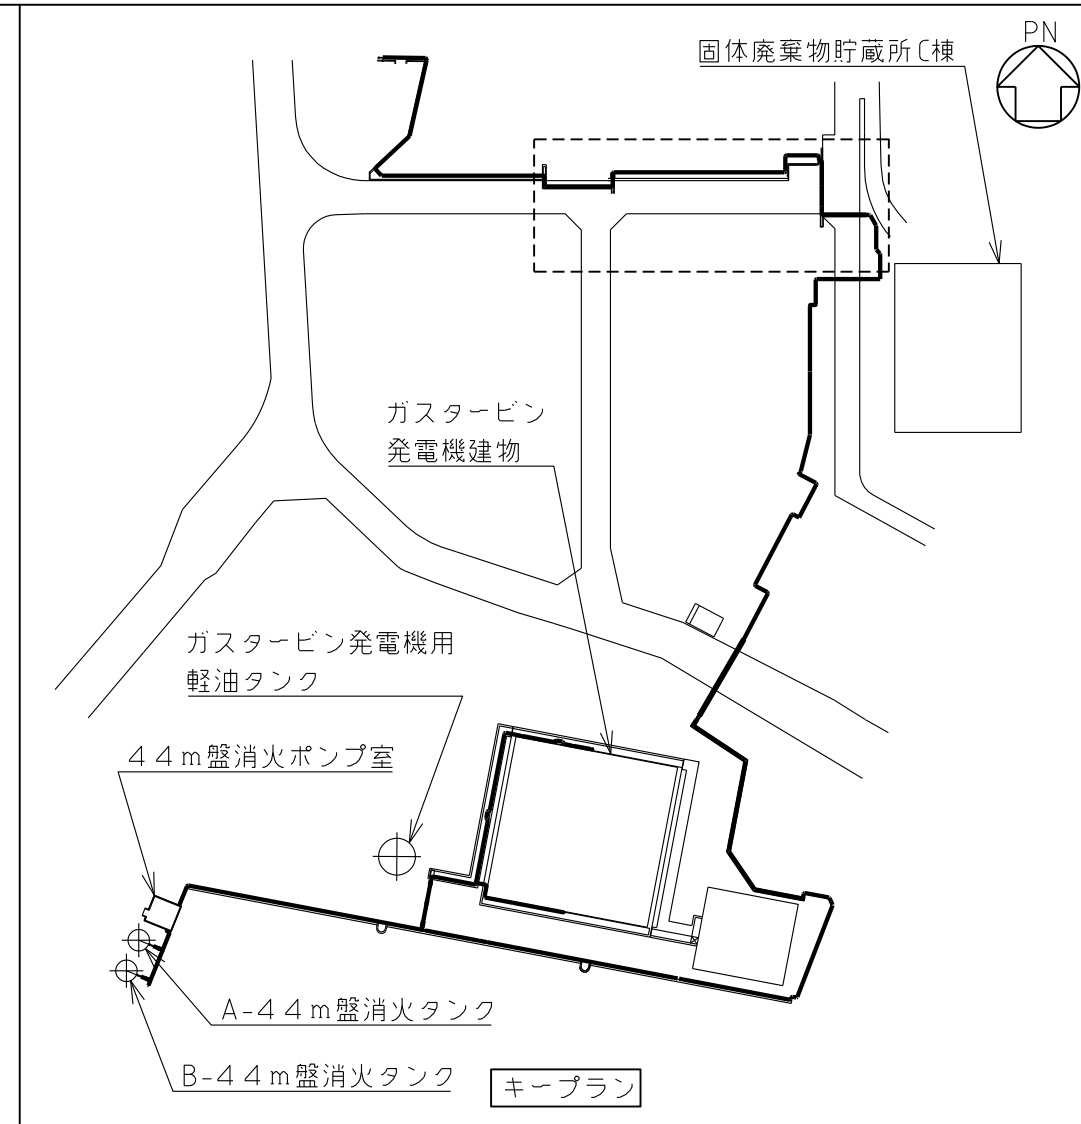 PN
固体廃棄物貯蔵所C棟
ガスタービン
発電機建物
ガスタービン発電機用
軽油タンク
44m盤消火ポンプ室
A-44m盤消火タンク
B-44m盤消火タンク
キープラン